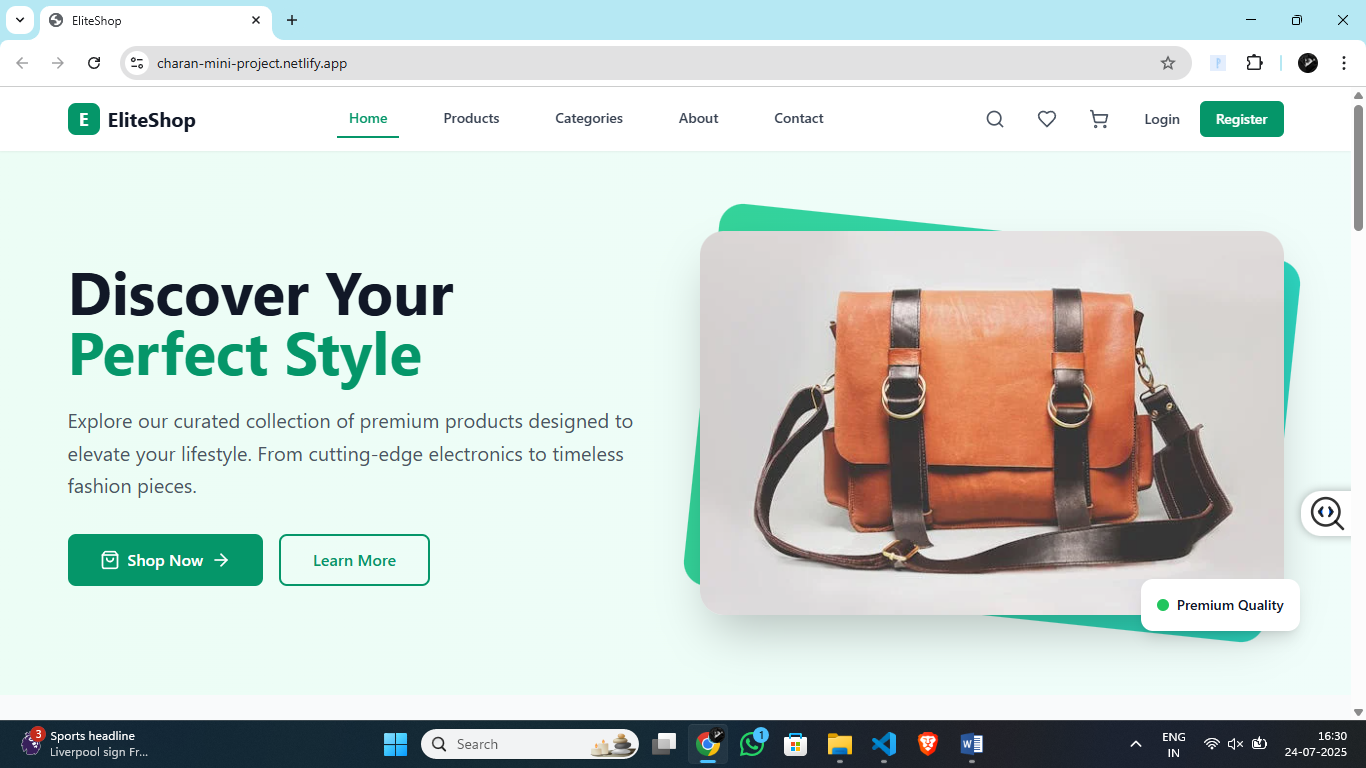 EliteShop
charan-mini-project.netlify.app
E EliteShop
Home Products Categories About Contact Login Register
Discover Your
Perfect Style
Explore our curated collection of premium products designed to
elevate your lifestyle. From cutting-edge electronics to timeless
fashion pieces.
Shop Now
Learn More
Premium Quality
3
Sports headline
Liverpool sign Fr...
Search
1
ENG
IN
16:30
24-07-2025